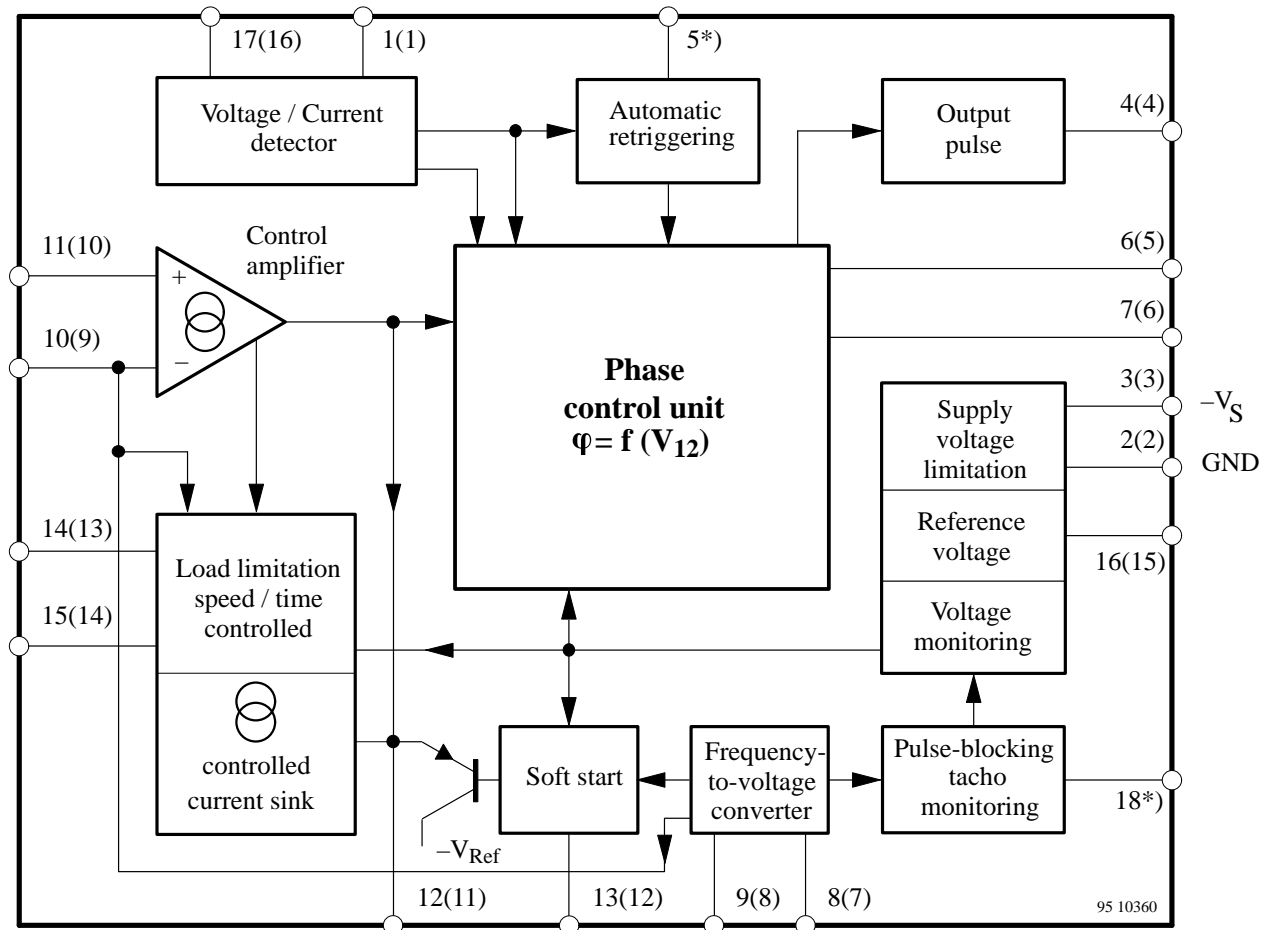 17(16)
1(1)
5*)
Voltage / Current
detector
Automatic
retriggering
Output
pulse
4(4)
11(10)
Control
amplifier
+
−
10(9)
6(5)
7(6)
Phase
control unit
φ= f (V12)
3(3)
–VS
2(2)
GND
Supply
voltage
limitation
Reference
voltage
16(15)
Voltage
monitoring
14(13)
15(14)
Load limitation
speed / time
controlled
controlled
current sink
Soft start
Frequency-
to-voltage
converter
Pulse-blocking
tacho
monitoring
18*)
–VRef
12(11)
13(12)
9(8)
8(7)
95 10360